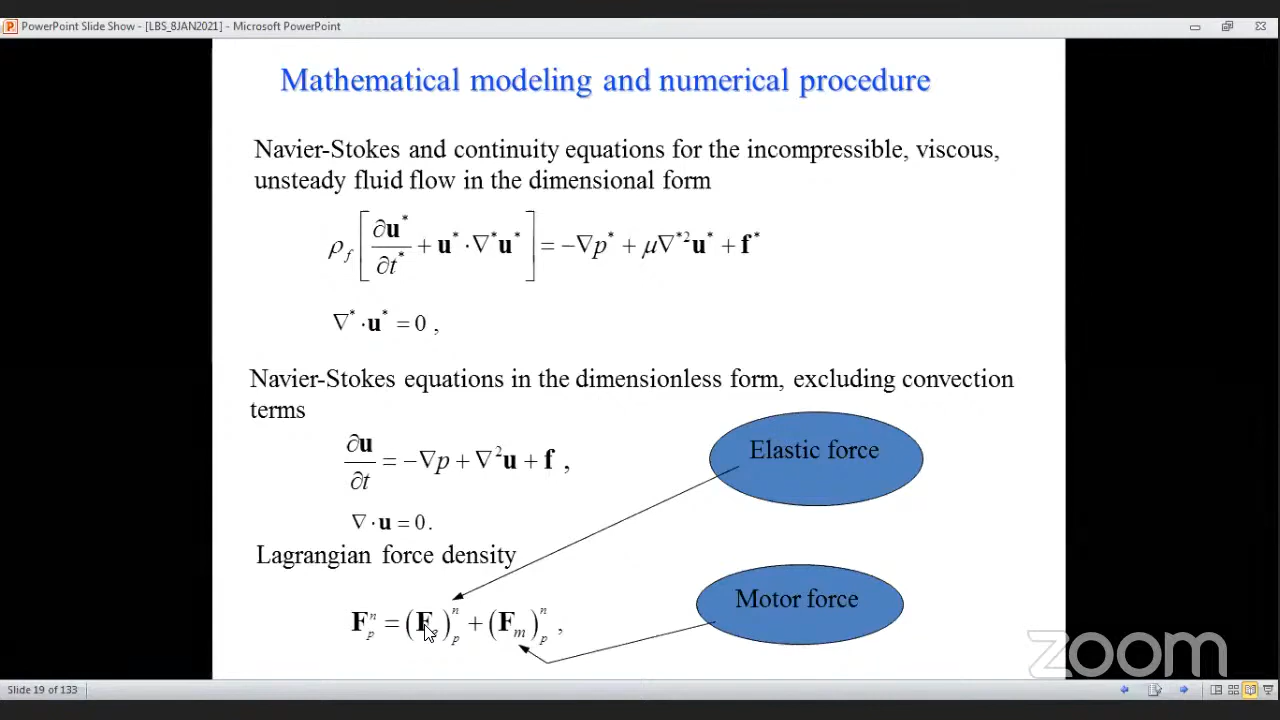 PowerPoint Slide Show - [LBS_8JAN2021] - Microsoft PowerPoint
Mathematical modeling and numerical procedure
Navier-Stokes and continuity equations for the incompressible, viscous,
unsteady fluid flow in the dimensional form
ρ_f [∂u*/∂t* + u*·∇*u*] = −∇p* + μ∇*²u* + f*
∇*·u* = 0 ,
Navier-Stokes equations in the dimensionless form, excluding convection
terms
∂u/∂t = −∇p + ∇²u + f ,
∇·u = 0.
Elastic force
Lagrangian force density
Motor force
F_p^n = (F_s)_p^n + (F_m)_p^n ,
zoom
Slide 19 of 133